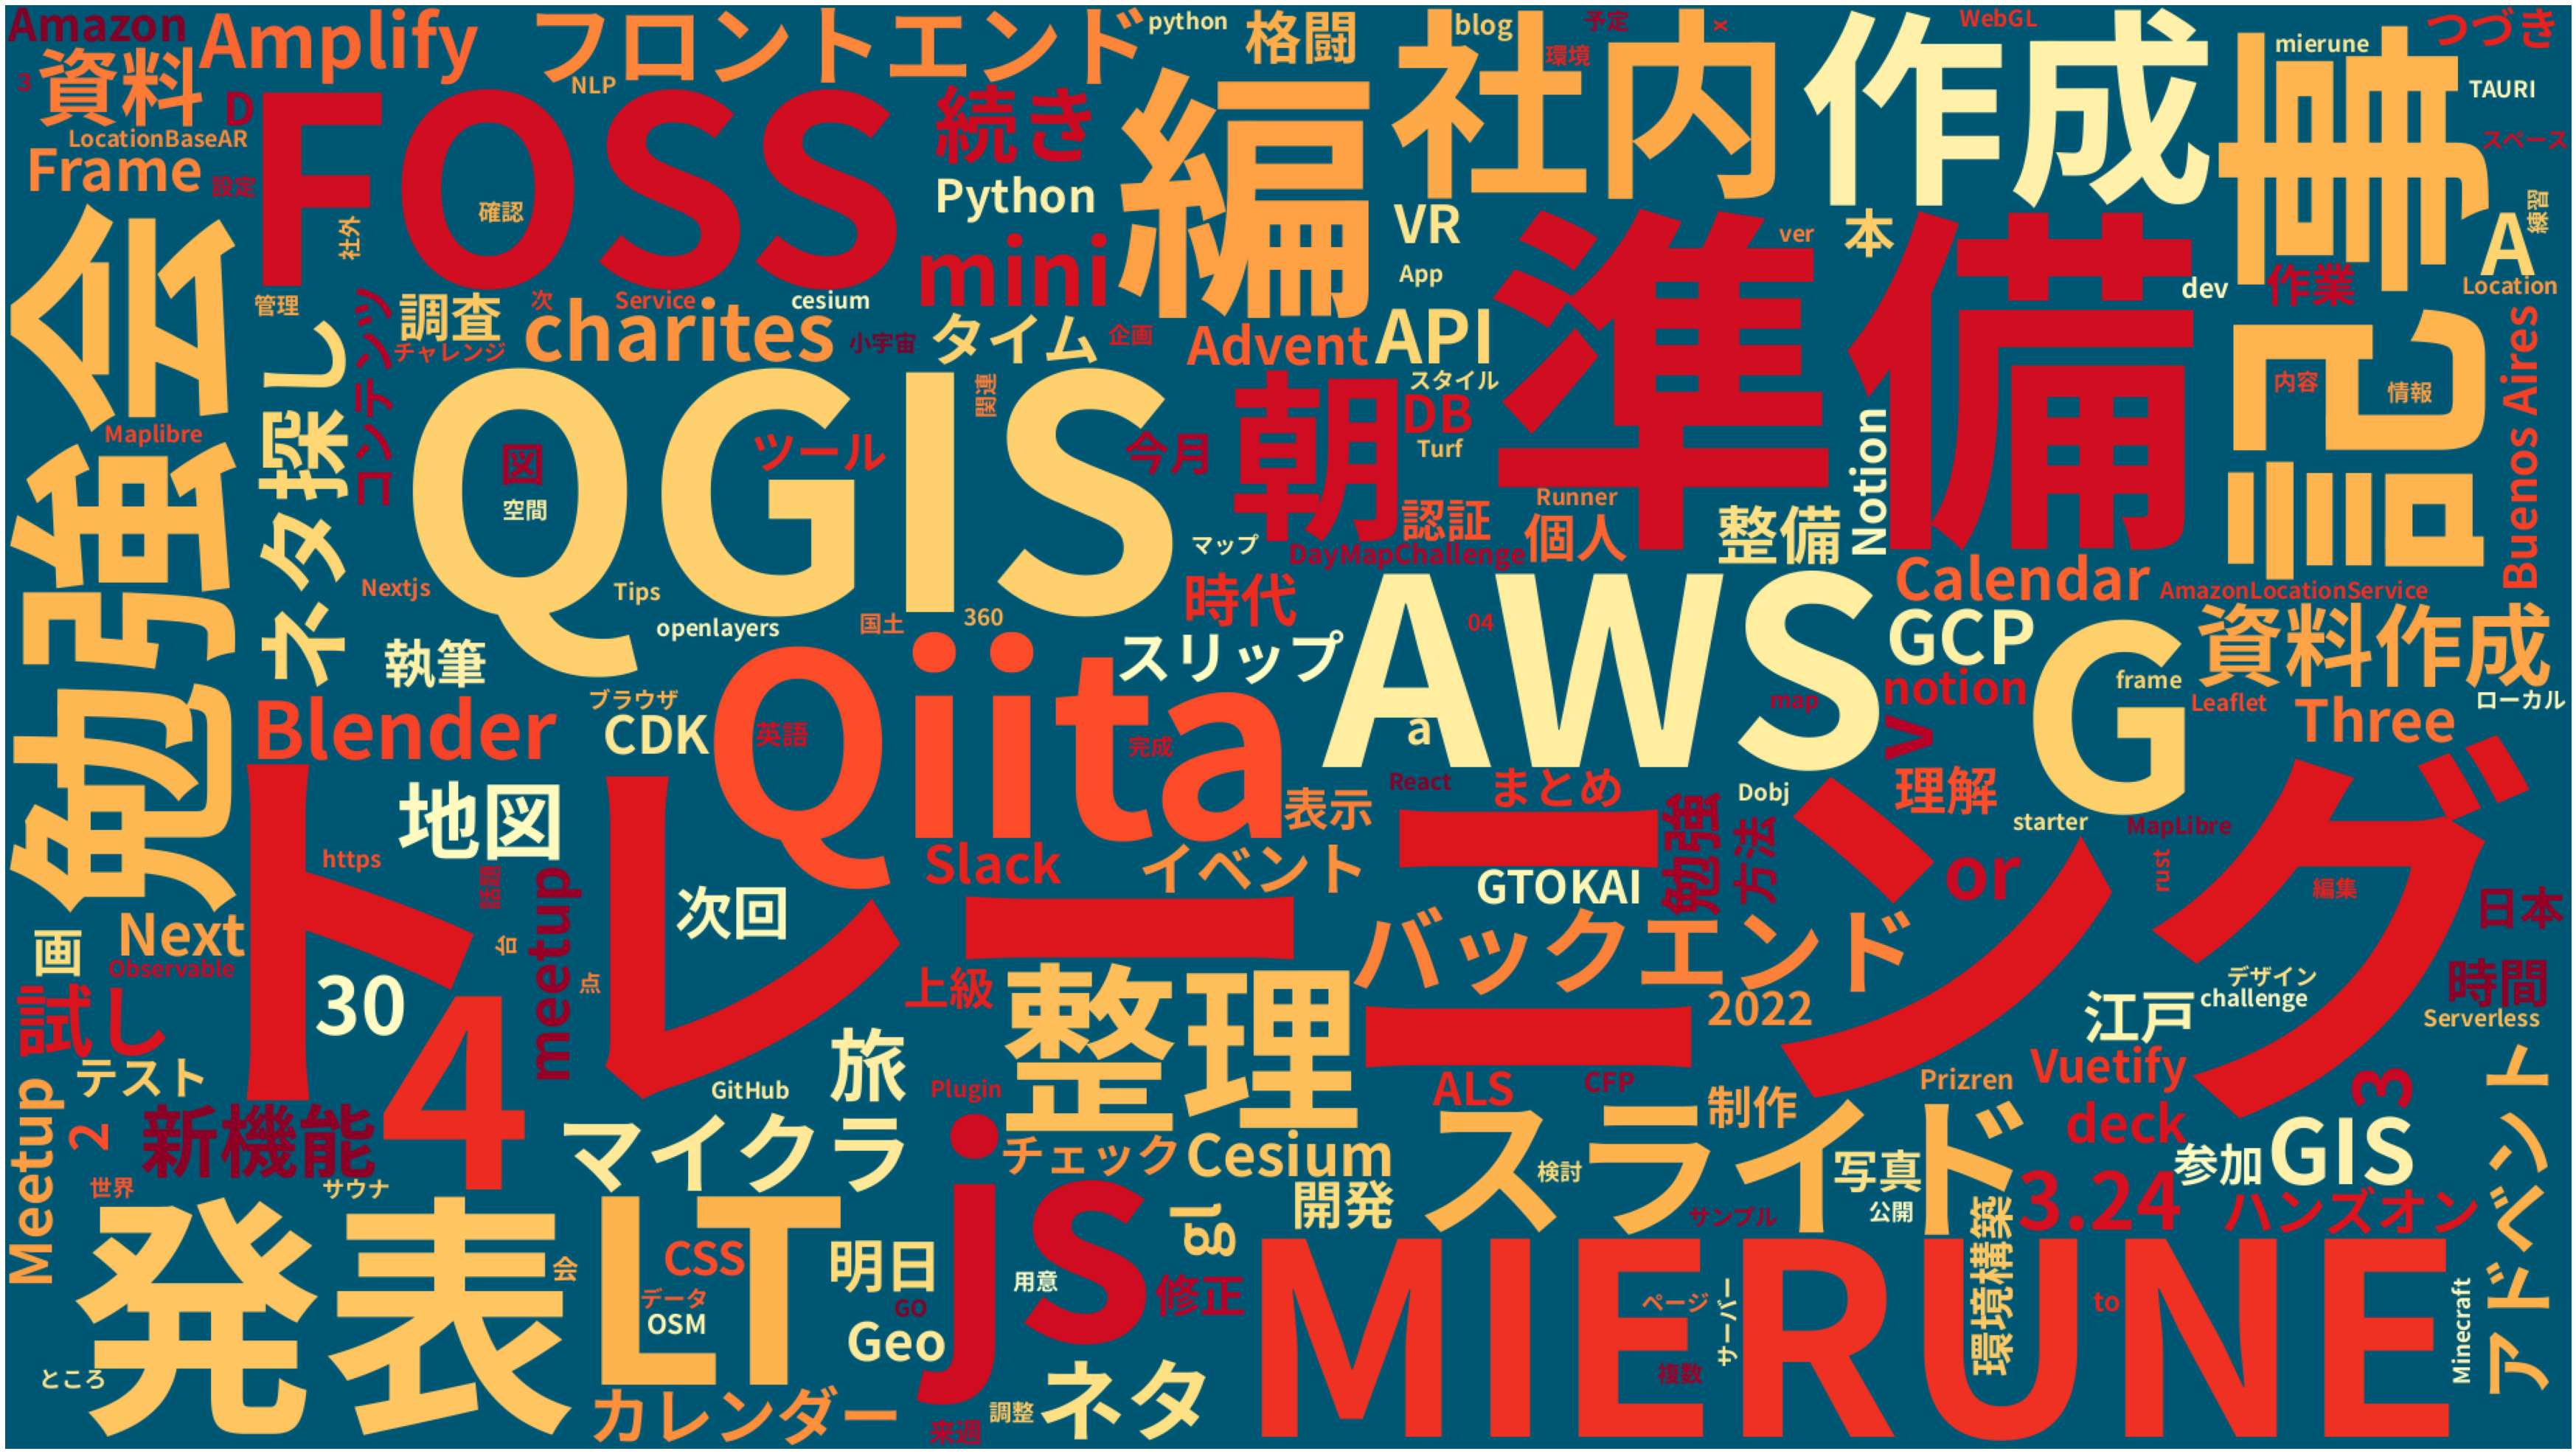 Amazon
Amplify
フロントエンド
python
格闘
社内
blog
予定
x
作成
WebGL
記事
mierune
つづき
3
資料
D
NLP
環境
TAURI
LocationBaseAR
FOSS
続き
編
スペース
Frame
設定
Python
VR
ver
本
A
練習
社外
確認
mini
App
準備
dev
作業
Location
勉強会
管理
コンテンツ
調査
次
Service
cesium
charites
小宇宙
タイム
企画
Advent
API
Buenos Aires
チャレンジ
ネタ探し
QGIS
関連
朝
スタイル
DB
内容
情報
Maplibre
図
ツール
今月
Turf
Notion
空間
認証
Runner
個人
整備
マップ
DayMapChallenge
Nextjs
Tips
時代
Calendar
AmazonLocationService
openlayers
国土
360
スリップ
AWS
04
GCP
G
資料作成
執筆
Qiita
notion
frame
Leaflet
ローカル
Blender
ブラウザ
CDK
英語
完成
a
map
v
Three
トレーニング
地図
React
まとめ
Dobj
理解
表示
starter
MapLibre
https
話題
meetup
Slack
イベント
GTOKAI
勉強
方法
or
rust
編集
日本
画
Next
次回
バックエンド
Observable
台
点
30
上級
整理
2022
江戸
デザイン
challenge
時間
Serverless
試し
4
テスト
旅
GitHub
Plugin
ALS
CFP
制作
Prizren
Vuetify
3
アドベント
Meetup
2
新機能
マイクラ
js
チェック
Cesium
スライド
検討
写真
deck
参加
GIS
世界
サウナ
開発
gl
サンプル
公開
環境構築
3.24
ハンズオン
発表
会
LT
CSS
明日
用意
修正
MIERUNE
データ
OSM
GO
Geo
ページ
サーバー
to
Minecraft
ところ
複数
カレンダー
来週
調整
ネタ